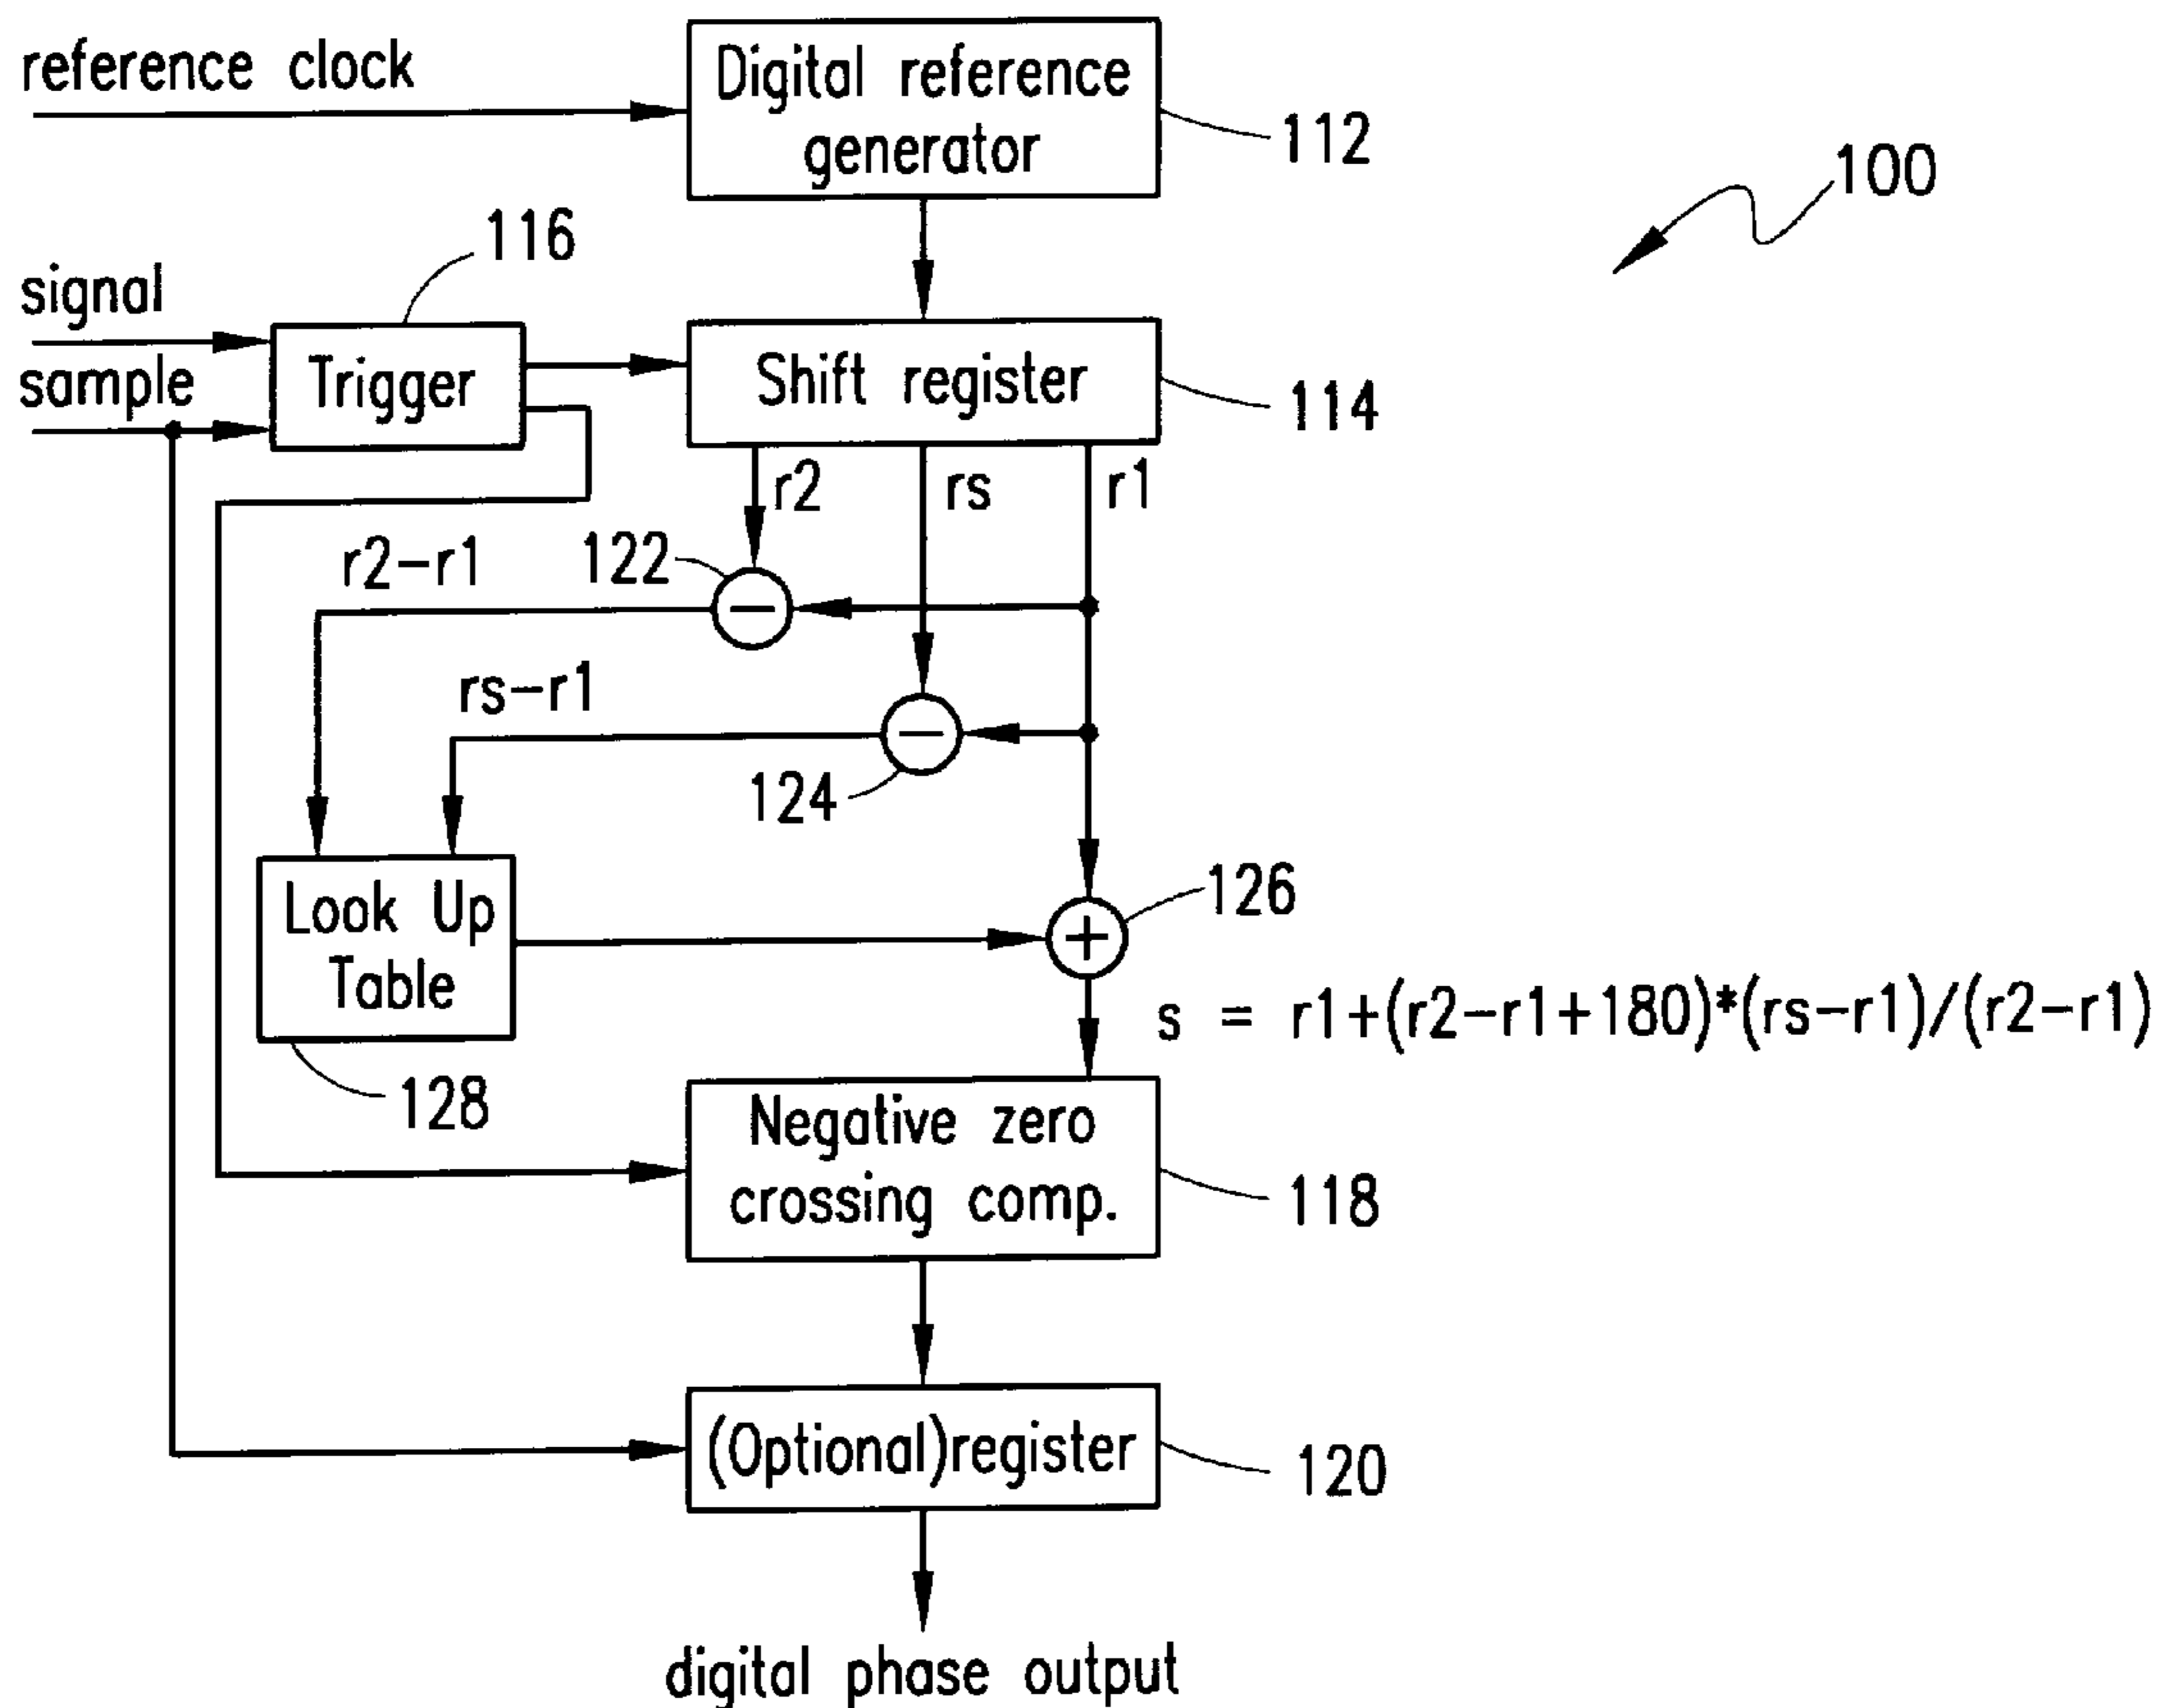 reference clock
Digital reference
generator
112
100
116
signal
sample
Trigger
Shift register
114
r2
rs
r1
r2-r1
122
rs-r1
124
Look Up
Table
126
s = r1+(r2-r1+180)*(rs-r1)/(r2-r1)
128
Negative zero
crossing comp.
118
(Optional)register
120
digital phase output